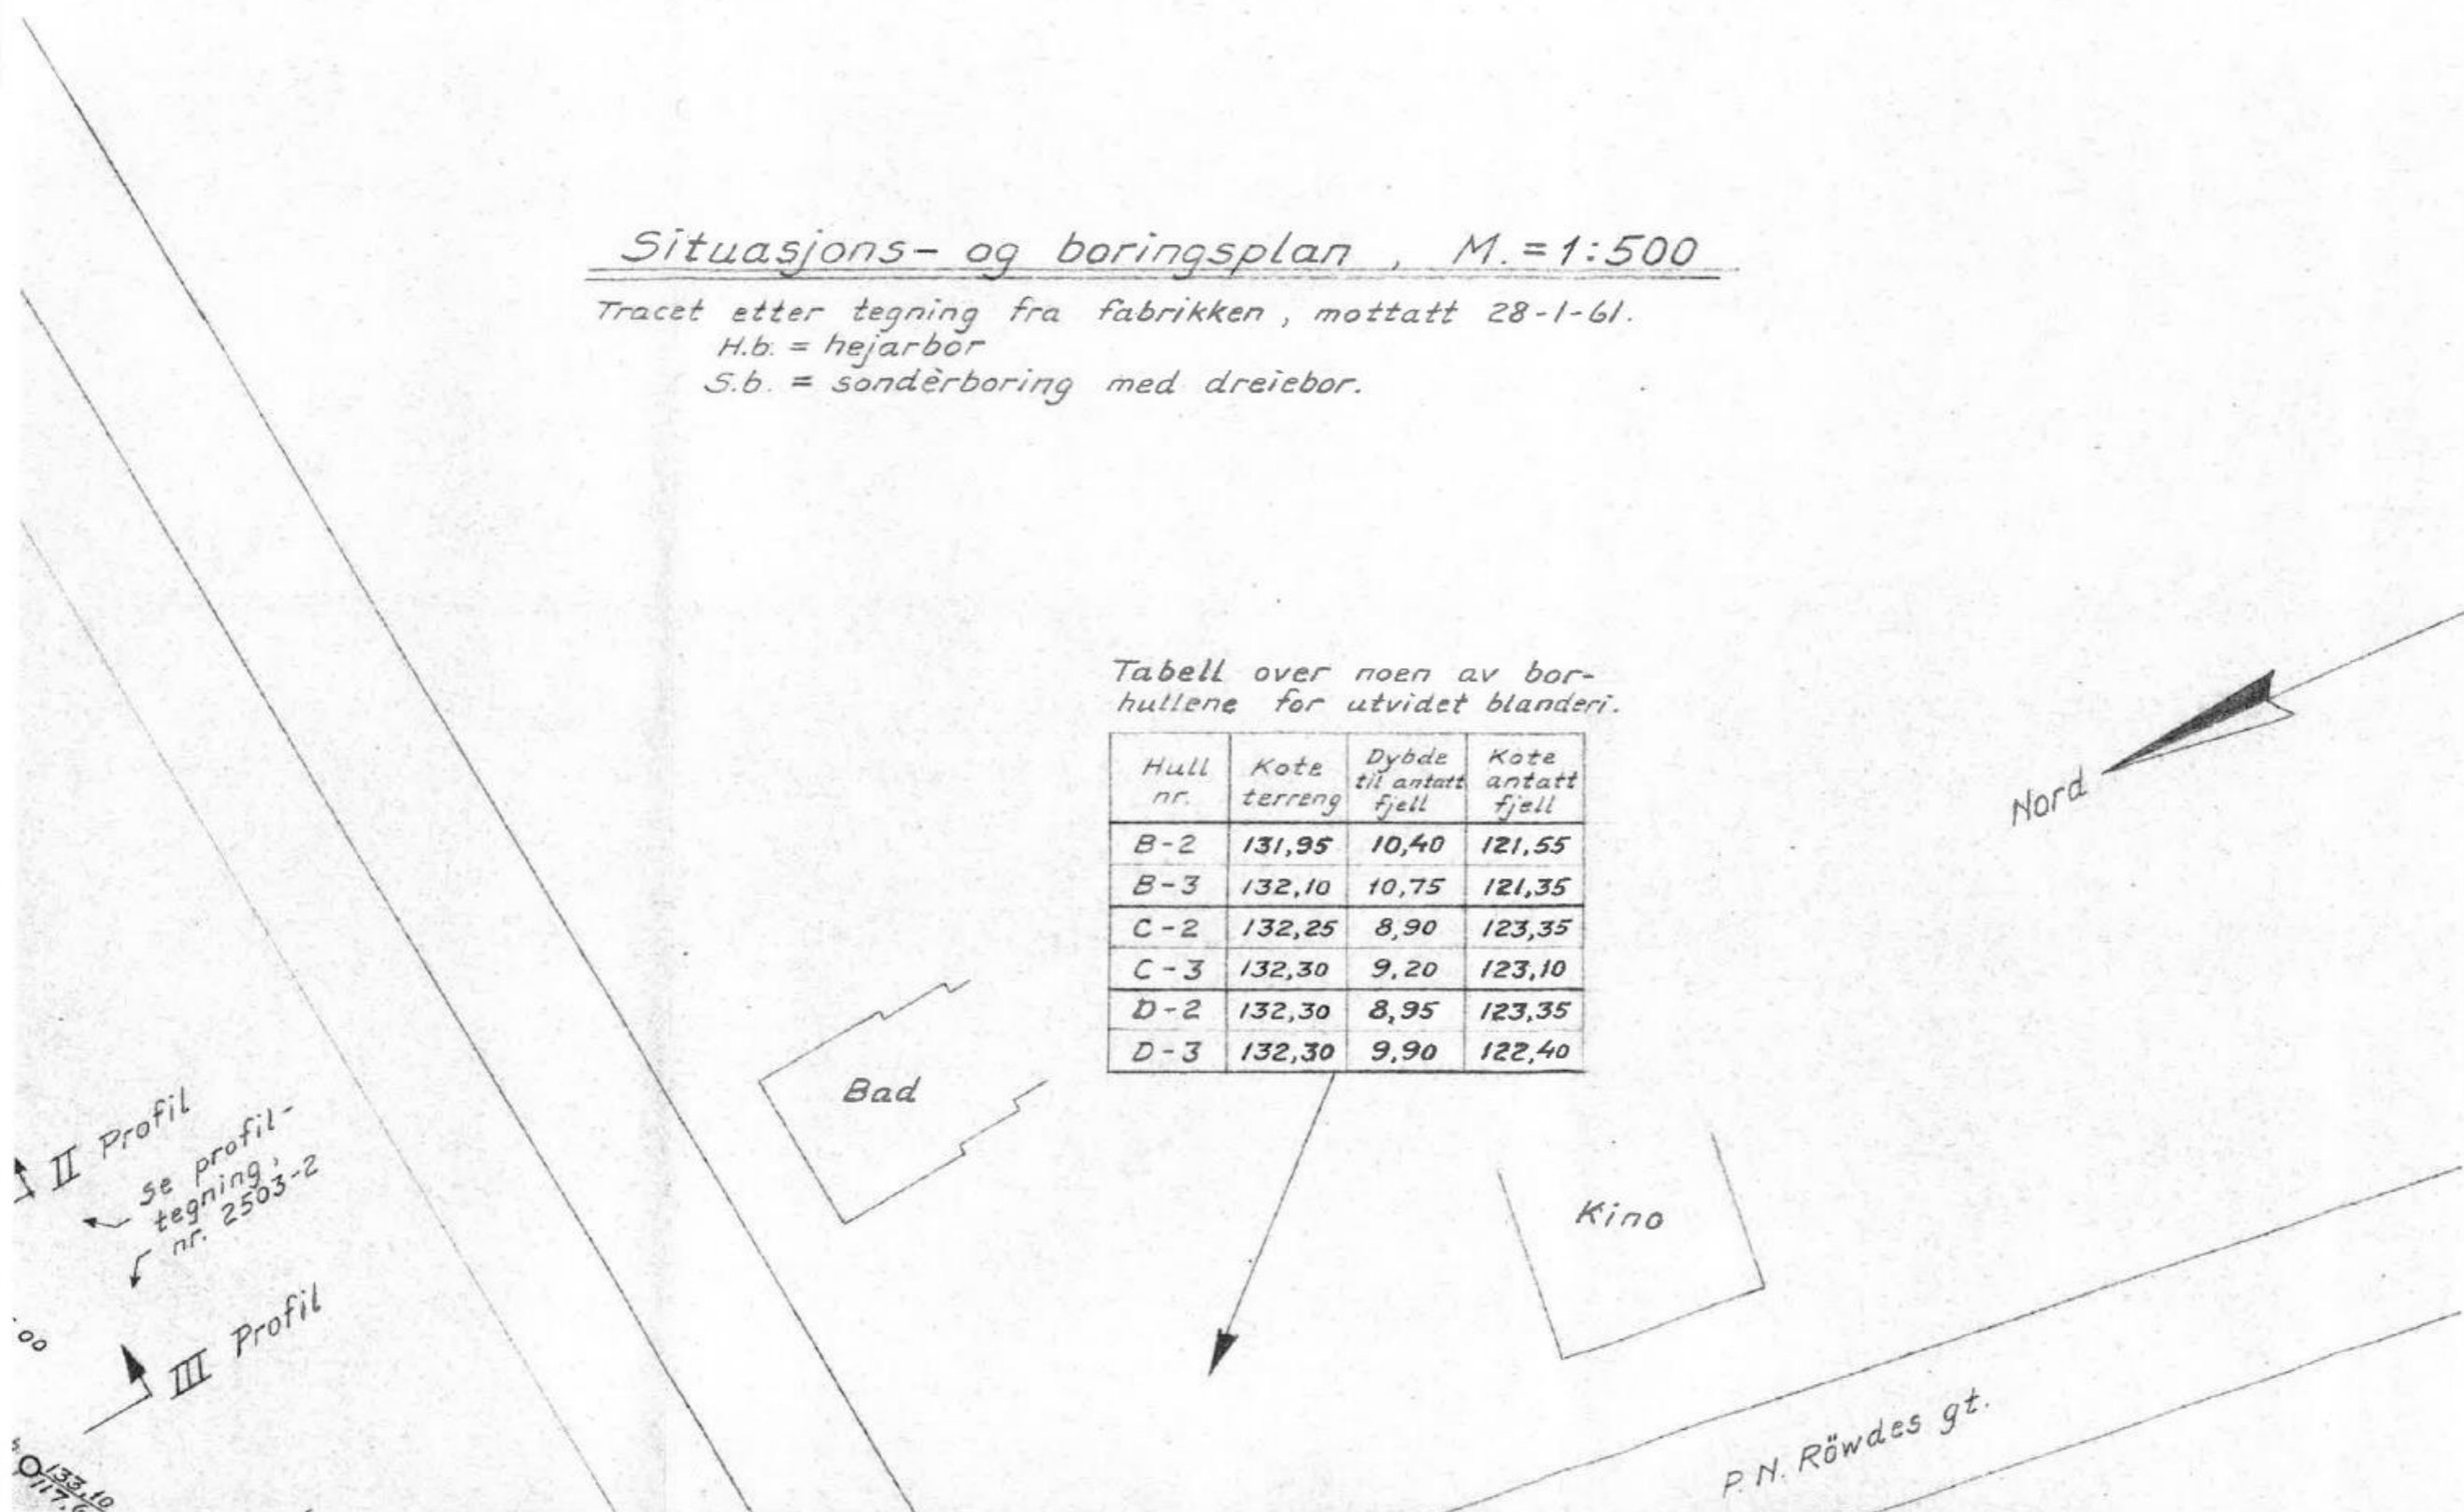 Situasjons- og boringsplan, M. = 1:500
Tracet etter tegning fra fabrikken, mottatt 28-1-61.
H.b. = hejarbor
S.b. = sondèrboring med dreiebor.
Tabell over noen av bor-
hullene for utvidet blanderi.
Hull nr. Kote terreng Dybde til antatt fjell Kote antatt fjell
B-2 131,95 10,40 121,55
B-3 132,10 10,75 121,35
C-2 132,25 8,90 123,35
C-3 132,30 9,20 123,10
D-2 132,30 8,95 123,35
D-3 132,30 9,90 122,40
Nord
Bad
Kino
II Profil
se profil-
tegning,
nr. 2503-2
III Profil
133,10
P.N. Röwdes gt.